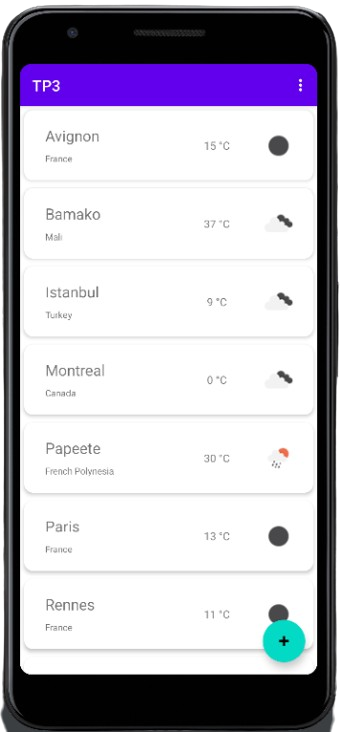 TP3
Avignon
France
15 °C
Bamako
Mali
37 °C
Istanbul
Turkey
9 °C
Montreal
Canada
0 °C
Papeete
French Polynesia
30 °C
Paris
France
13 °C
Rennes
France
11 °C
+